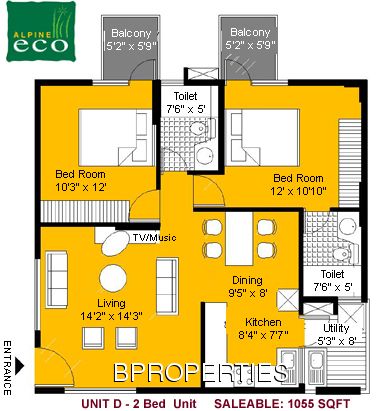 ALPINE
eco
Balcony
5'2" x 5'9"
Balcony
5'2" x 5'9"
Toilet
7'6" x 5'
Bed Room
10'3" x 12'
Bed Room
12' x 10'10"
TV/Music
Toilet
7'6" x 5'
Dining
9'5" x 8'
Living
14'2" x 14'3"
Kitchen
8'4" x 7'7"
Utility
5'3" x 8'
ENTRANCE
BPROPERTIES
UNIT D - 2 Bed Unit SALEABLE: 1055 SQFT